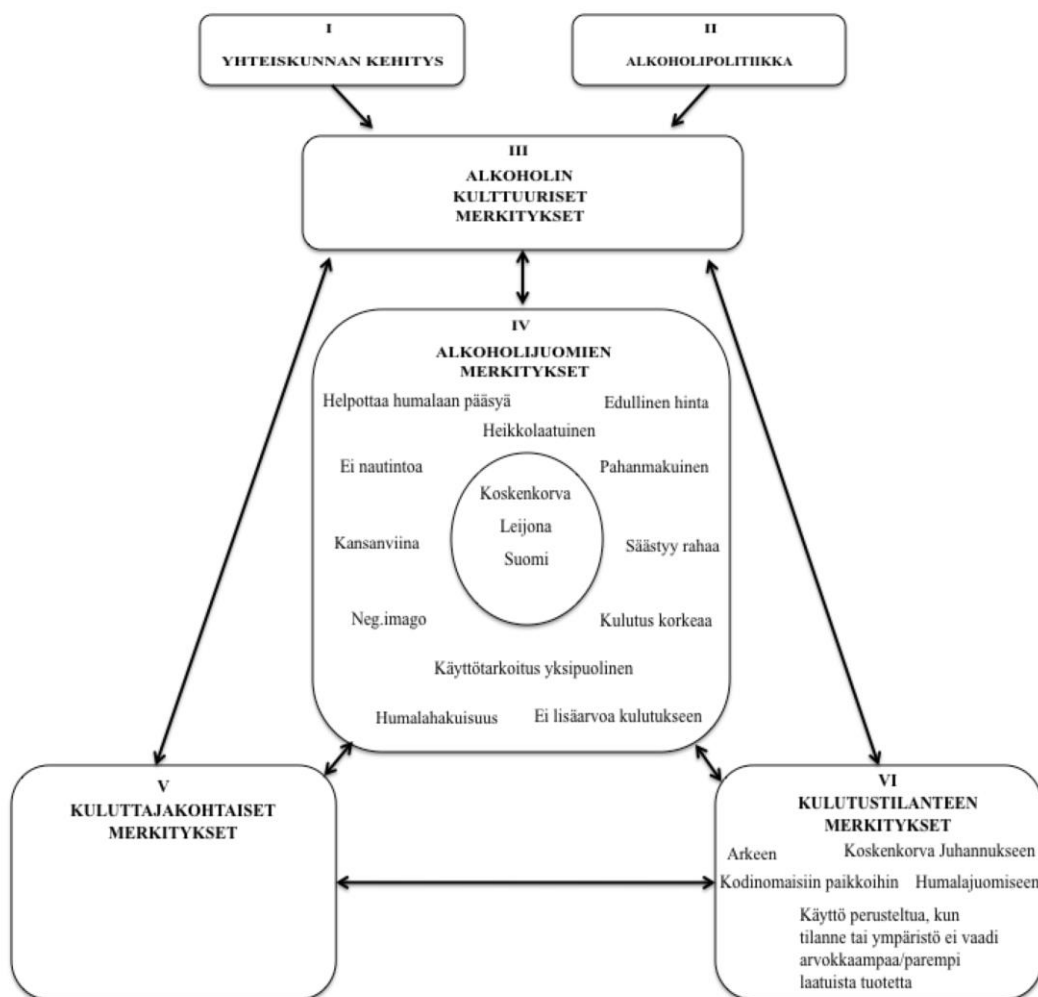 I
YHTEISKUNNAN KEHITYS
II
ALKOHOLIPOLITIIKKA
III
ALKOHOLIN
KULTTUURISET
MERKITYKSET
IV
ALKOHOLIJUOMIEN
MERKITYKSET
Helpottaa humalaan pääsyä
Edullinen hinta
Heikkolaatuinen
Ei nautintoa
Pahanmakuinen
Koskenkorva
Leijona
Suomi
Kansanviina
Säästyy rahaa
Neg.imago
Kulutus korkeaa
Käyttötarkoitus yksipuolinen
Humalahakuisuus
Ei lisäarvoa kulutukseen
V
KULUTTAJAKOHTAISET
MERKITYKSET
VI
KULUTUSTILANTEEN
MERKITYKSET
Arkeen
Koskenkorva Juhannukseen
Kodinomaisiin paikkoihin
Humalajuomiseen
Käyttö perusteltua, kun
tilanne tai ympäristö ei vaadi
arvokkaampaa/parempi
laatuista tuotetta